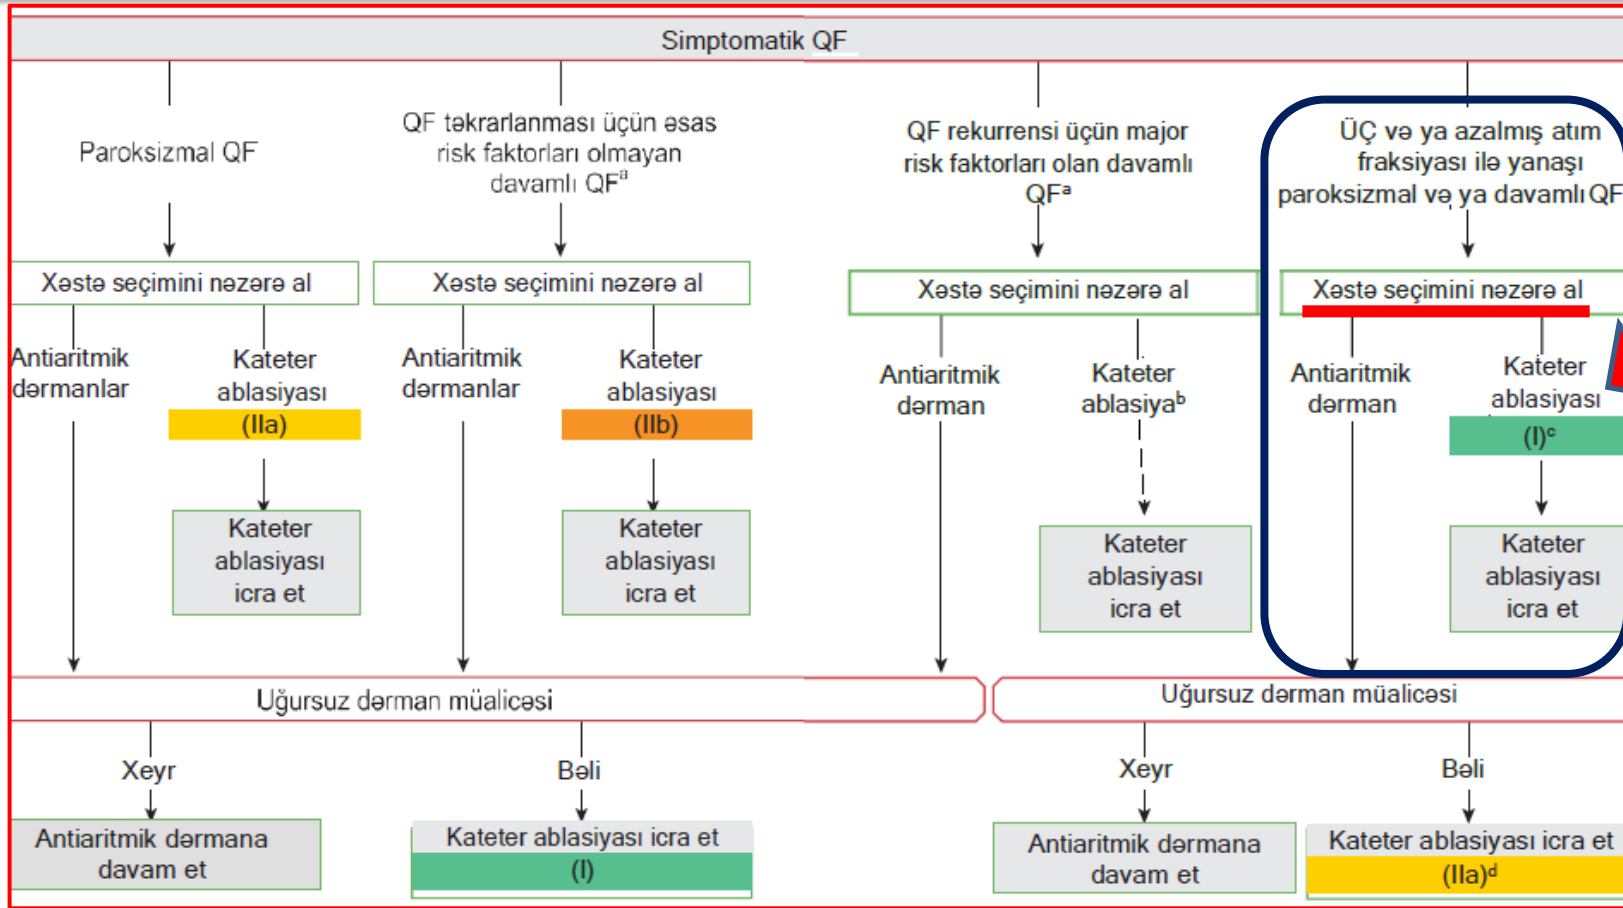 Simptomatik QF
Paroksizmal QF
QF təkrarlanması üçün əsas
risk faktorları olmayan
davamlı QFᵃ
QF rekurrensi üçün major
risk faktorları olan davamlı
QFᵃ
ÜÇ və ya azalmış atım
fraksiyası ilə yanaşı
paroksizmal və ya davamlı QF
Xəstə seçimini nəzərə al
Xəstə seçimini nəzərə al
Xəstə seçimini nəzərə al
Xəstə seçimini nəzərə al
Antiaritmik
dərmanlar
Kateter
ablasiyası
(IIa)
Antiaritmik
dərmanlar
Kateter
ablasiyası
(IIb)
Antiaritmik
dərman
Kateter
ablasiyaᵇ
Antiaritmik
dərman
Kateter
ablasiyası
(I)ᶜ
Kateter
ablasiyası
icra et
Kateter
ablasiyası
icra et
Kateter
ablasiyası
icra et
Kateter
ablasiyası
icra et
Uğursuz dərman müalicəsi
Uğursuz dərman müalicəsi
Xeyr
Bəli
Xeyr
Bəli
Antiaritmik dərmana
davam et
Kateter ablasiyası icra et
(I)
Antiaritmik dərmana
davam et
Kateter ablasiyası icra et
(IIa)ᵈ